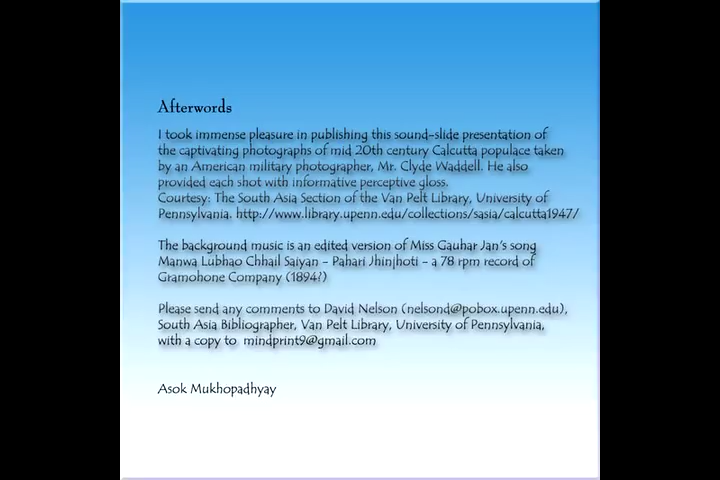 Afterwords
I took immense pleasure in publishing this sound-slide presentation of
the captivating photographs of mid 20th century Calcutta populace taken
by an American military photographer, Mr. Clyde Waddell. He also
provided each shot with informative perceptive gloss.
Courtesy: The South Asia Section of the Van Pelt Library, University of
Pennsylvania. http://www.library.upenn.edu/collections/sasia/calcutta1947/
The background music is an edited version of Miss Gauhar Jan's song
Manwa Lubhao Chhail Saiyan - Pahari Jhinjhoti - a 78 rpm record of
Gramohone Company (1894?)
Please send any comments to David Nelson (nelsond@pobox.upenn.edu),
South Asia Bibliographer, Van Pelt Library, University of Pennsylvania,
with a copy to mindprint9@gmail.com
Asok Mukhopadhyay